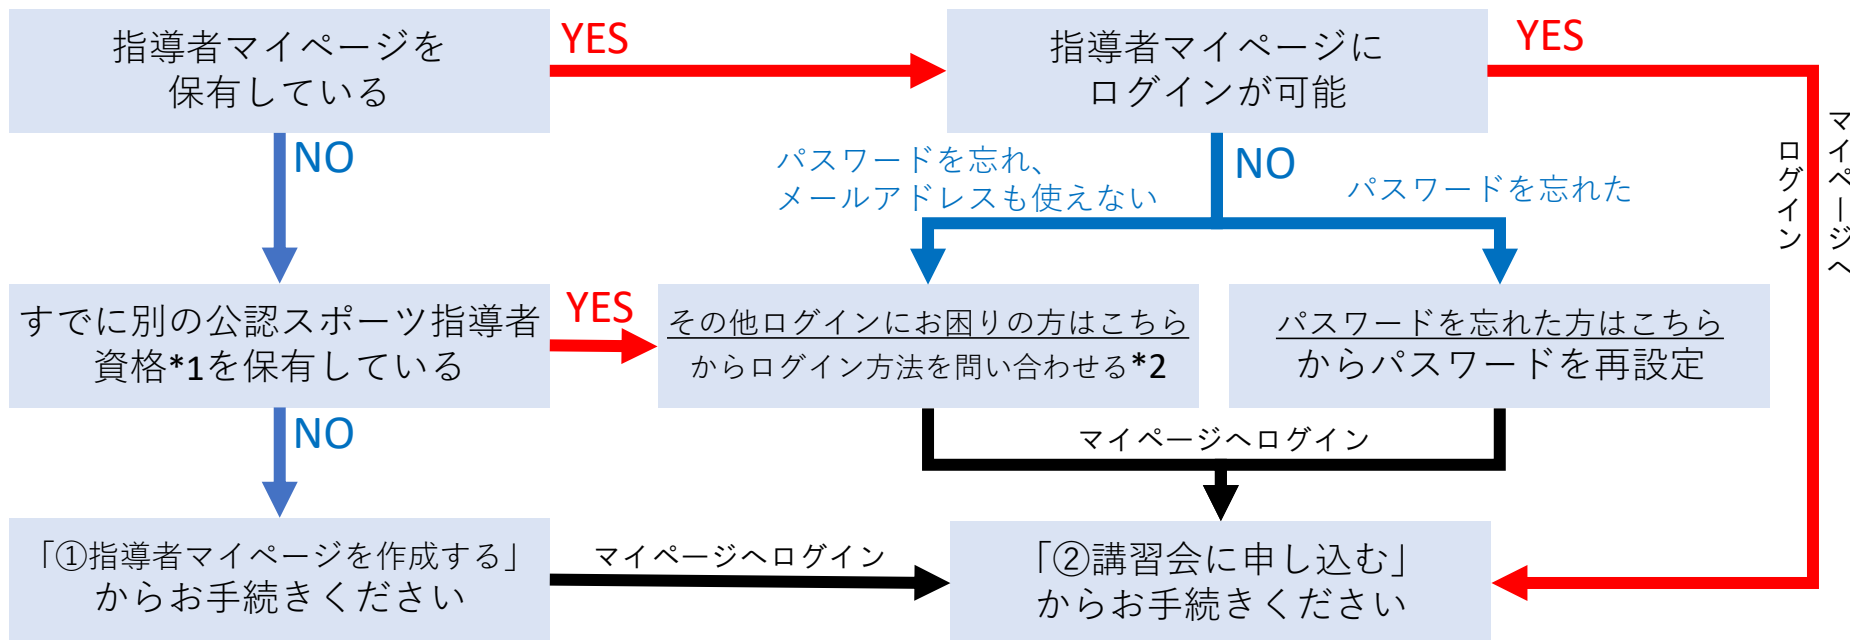 指導者マイページを
保有している
YES
指導者マイページに
ログインが可能
YES
マイページへ
ログイン
NO
パスワードを忘れ、
メールアドレスも使えない
NO
パスワードを忘れた
すでに別の公認スポーツ指導者
資格*1を保有している
YES
その他ログインにお困りの方はこちら
からログイン方法を問い合わせる*2
パスワードを忘れた方はこちら
からパスワードを再設定
NO
マイページへログイン
「①指導者マイページを作成する」
からお手続きください
マイページへログイン
「②講習会に申し込む」
からお手続きください